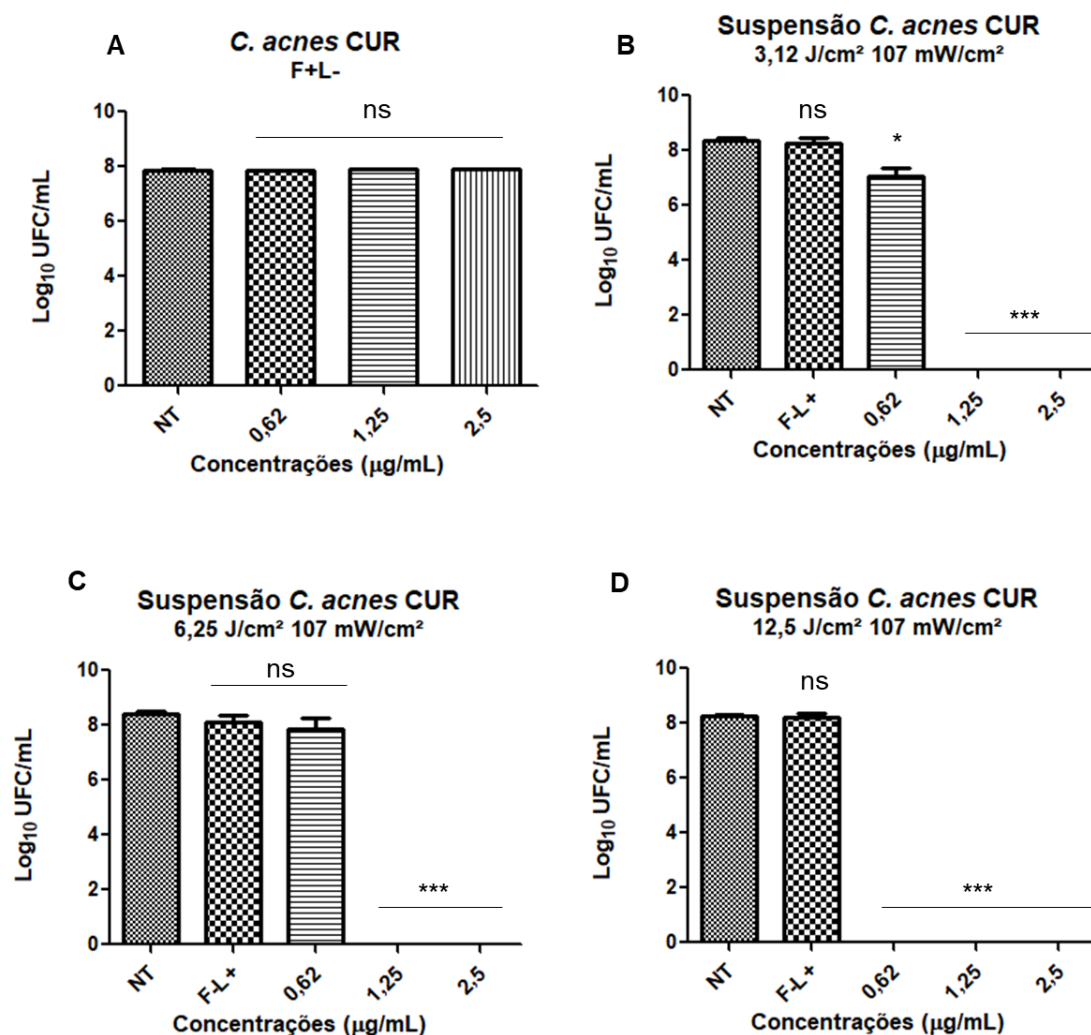 A
C. acnes CUR
F+L-
ns
10
8
6
4
2
0
Log₁₀ UFC/mL
NT
0,62
1,25
2,5
Concentrações (µg/mL)
B
Suspensão C. acnes CUR
3,12 J/cm² 107 mW/cm²
ns
*
***
10
8
6
4
2
0
Log₁₀ UFC/mL
NT
F-L+
0,62
1,25
2,5
Concentrações (µg/mL)
C
Suspensão C. acnes CUR
6,25 J/cm² 107 mW/cm²
ns
***
10
8
6
4
2
0
Log₁₀ UFC/mL
NT
F-L+
0,62
1,25
2,5
Concentrações (µg/mL)
D
Suspensão C. acnes CUR
12,5 J/cm² 107 mW/cm²
ns
***
10
8
6
4
2
0
Log₁₀ UFC/mL
NT
F-L+
0,62
1,25
2,5
Concentrações (µg/mL)